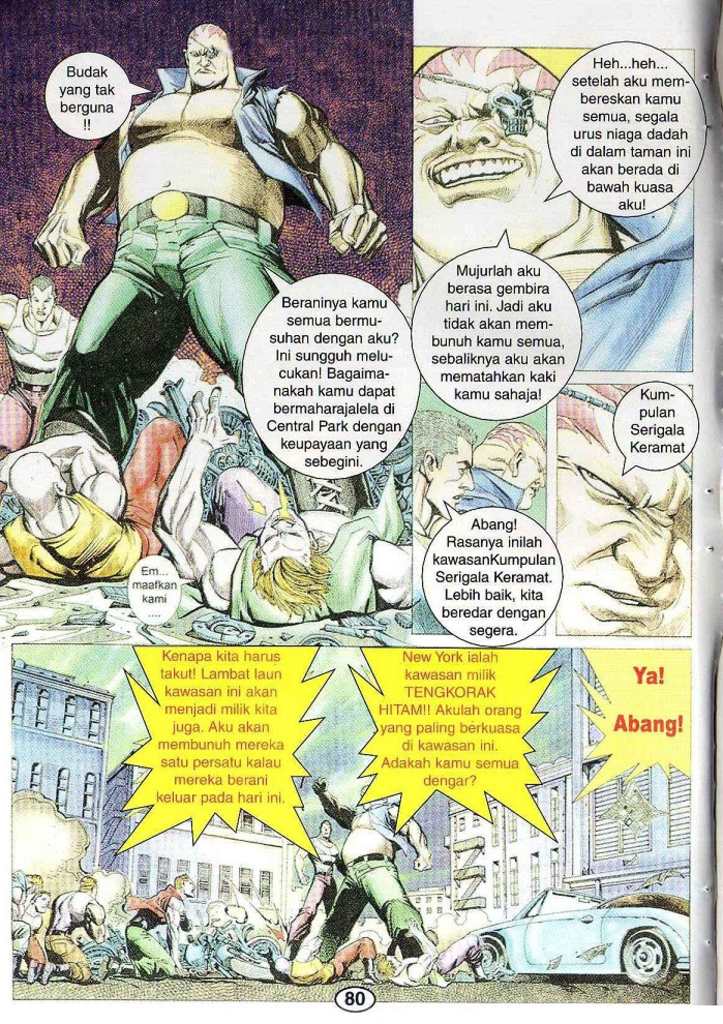 Budak
yang tak
berguna
!!
Heh...heh...
setelah aku mem-
bereskan kamu
semua, segala
urus niaga dadah
di dalam taman ini
akan berada di
bawah kuasa
aku!
Beraninya kamu
semua bermu-
suhan dengan aku?
Ini sungguh melu-
cukan! Bagaima-
nakah kamu dapat
bermaharajalela di
Central Park dengan
keupayaan yang
sebegini.
Em...
maafkan
kami
....
Mujurlah aku
berasa gembira
hari ini. Jadi aku
tidak akan mem-
bunuh kamu semua,
sebaliknya aku akan
mematahkan kaki
kamu sahaja!
Abang!
Rasanya inilah
kawasanKumpulan
Serigala Keramat.
Lebih baik, kita
beredar dengan
segera.
Kum-
pulan
Serigala
Keramat
Kenapa kita harus
takut! Lambat laun
kawasan ini akan
menjadi milik kita
juga. Aku akan
membunuh mereka
satu persatu kalau
mereka berani
keluar pada hari ini.
New York ialah
kawasan milik
TENGKORAK
HITAM!! Akulah orang
yang paling berkuasa
di kawasan ini.
Adakah kamu semua
dengar?
Ya!
Abang!
80